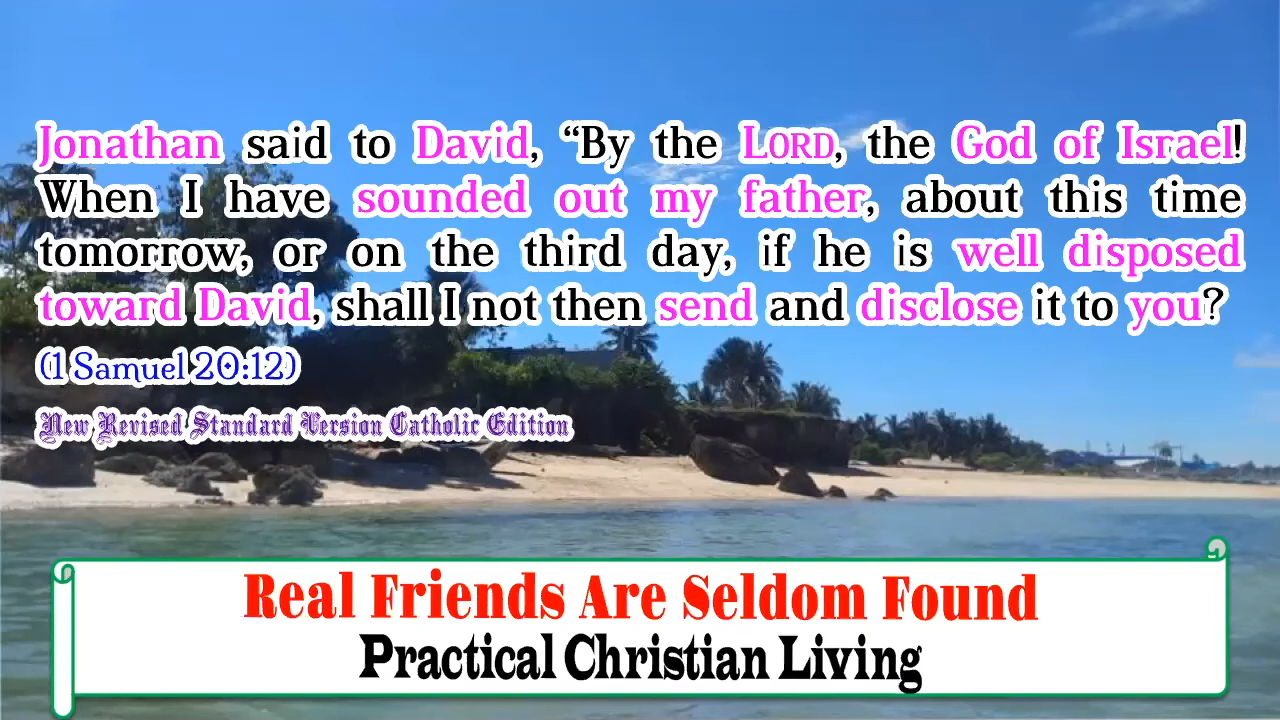 Jonathan said to David, “By the LORD, the God of Israel!
When I have sounded out my father, about this time
tomorrow, or on the third day, if he is well disposed
toward David, shall I not then send and disclose it to you?
(1 Samuel 20:12)
New Revised Standard Version Catholic Edition
Real Friends Are Seldom Found
Practical Christian Living